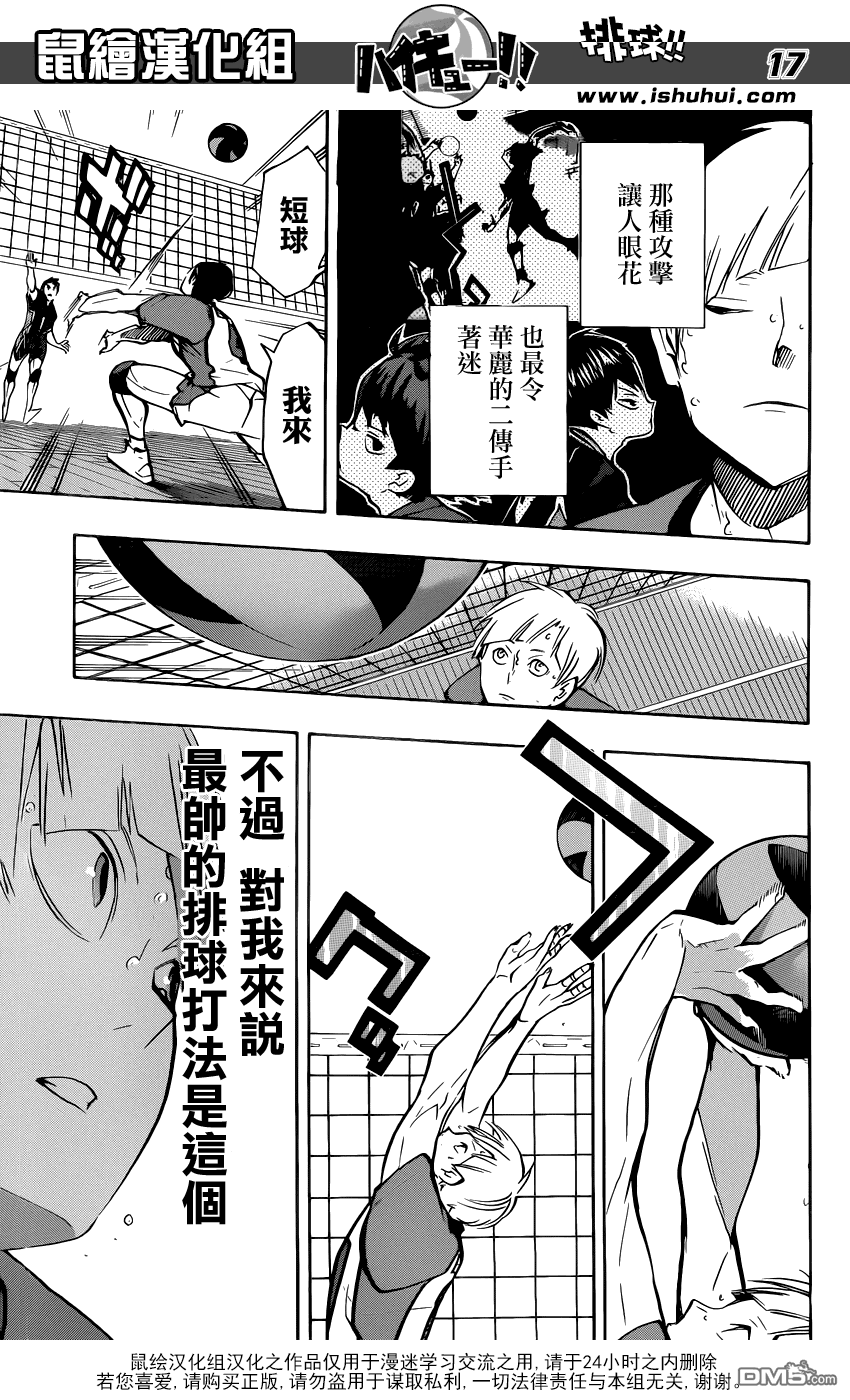 鼠繪漢化組
ハイキュー!!
排球!!
17
www.ishuhui.com
那種攻擊
讓人眼花
也最令
華麗的二傳手
著迷
短球
我來
不過 對我來説
最帥的排球打法是這個
鼠绘汉化组汉化之作品仅用于漫迷学习交流之用, 请于24小时之内删除
若您喜爱, 请购买正版, 请勿盗用于谋取私利, 一切法律责任与本组无关, 谢谢。